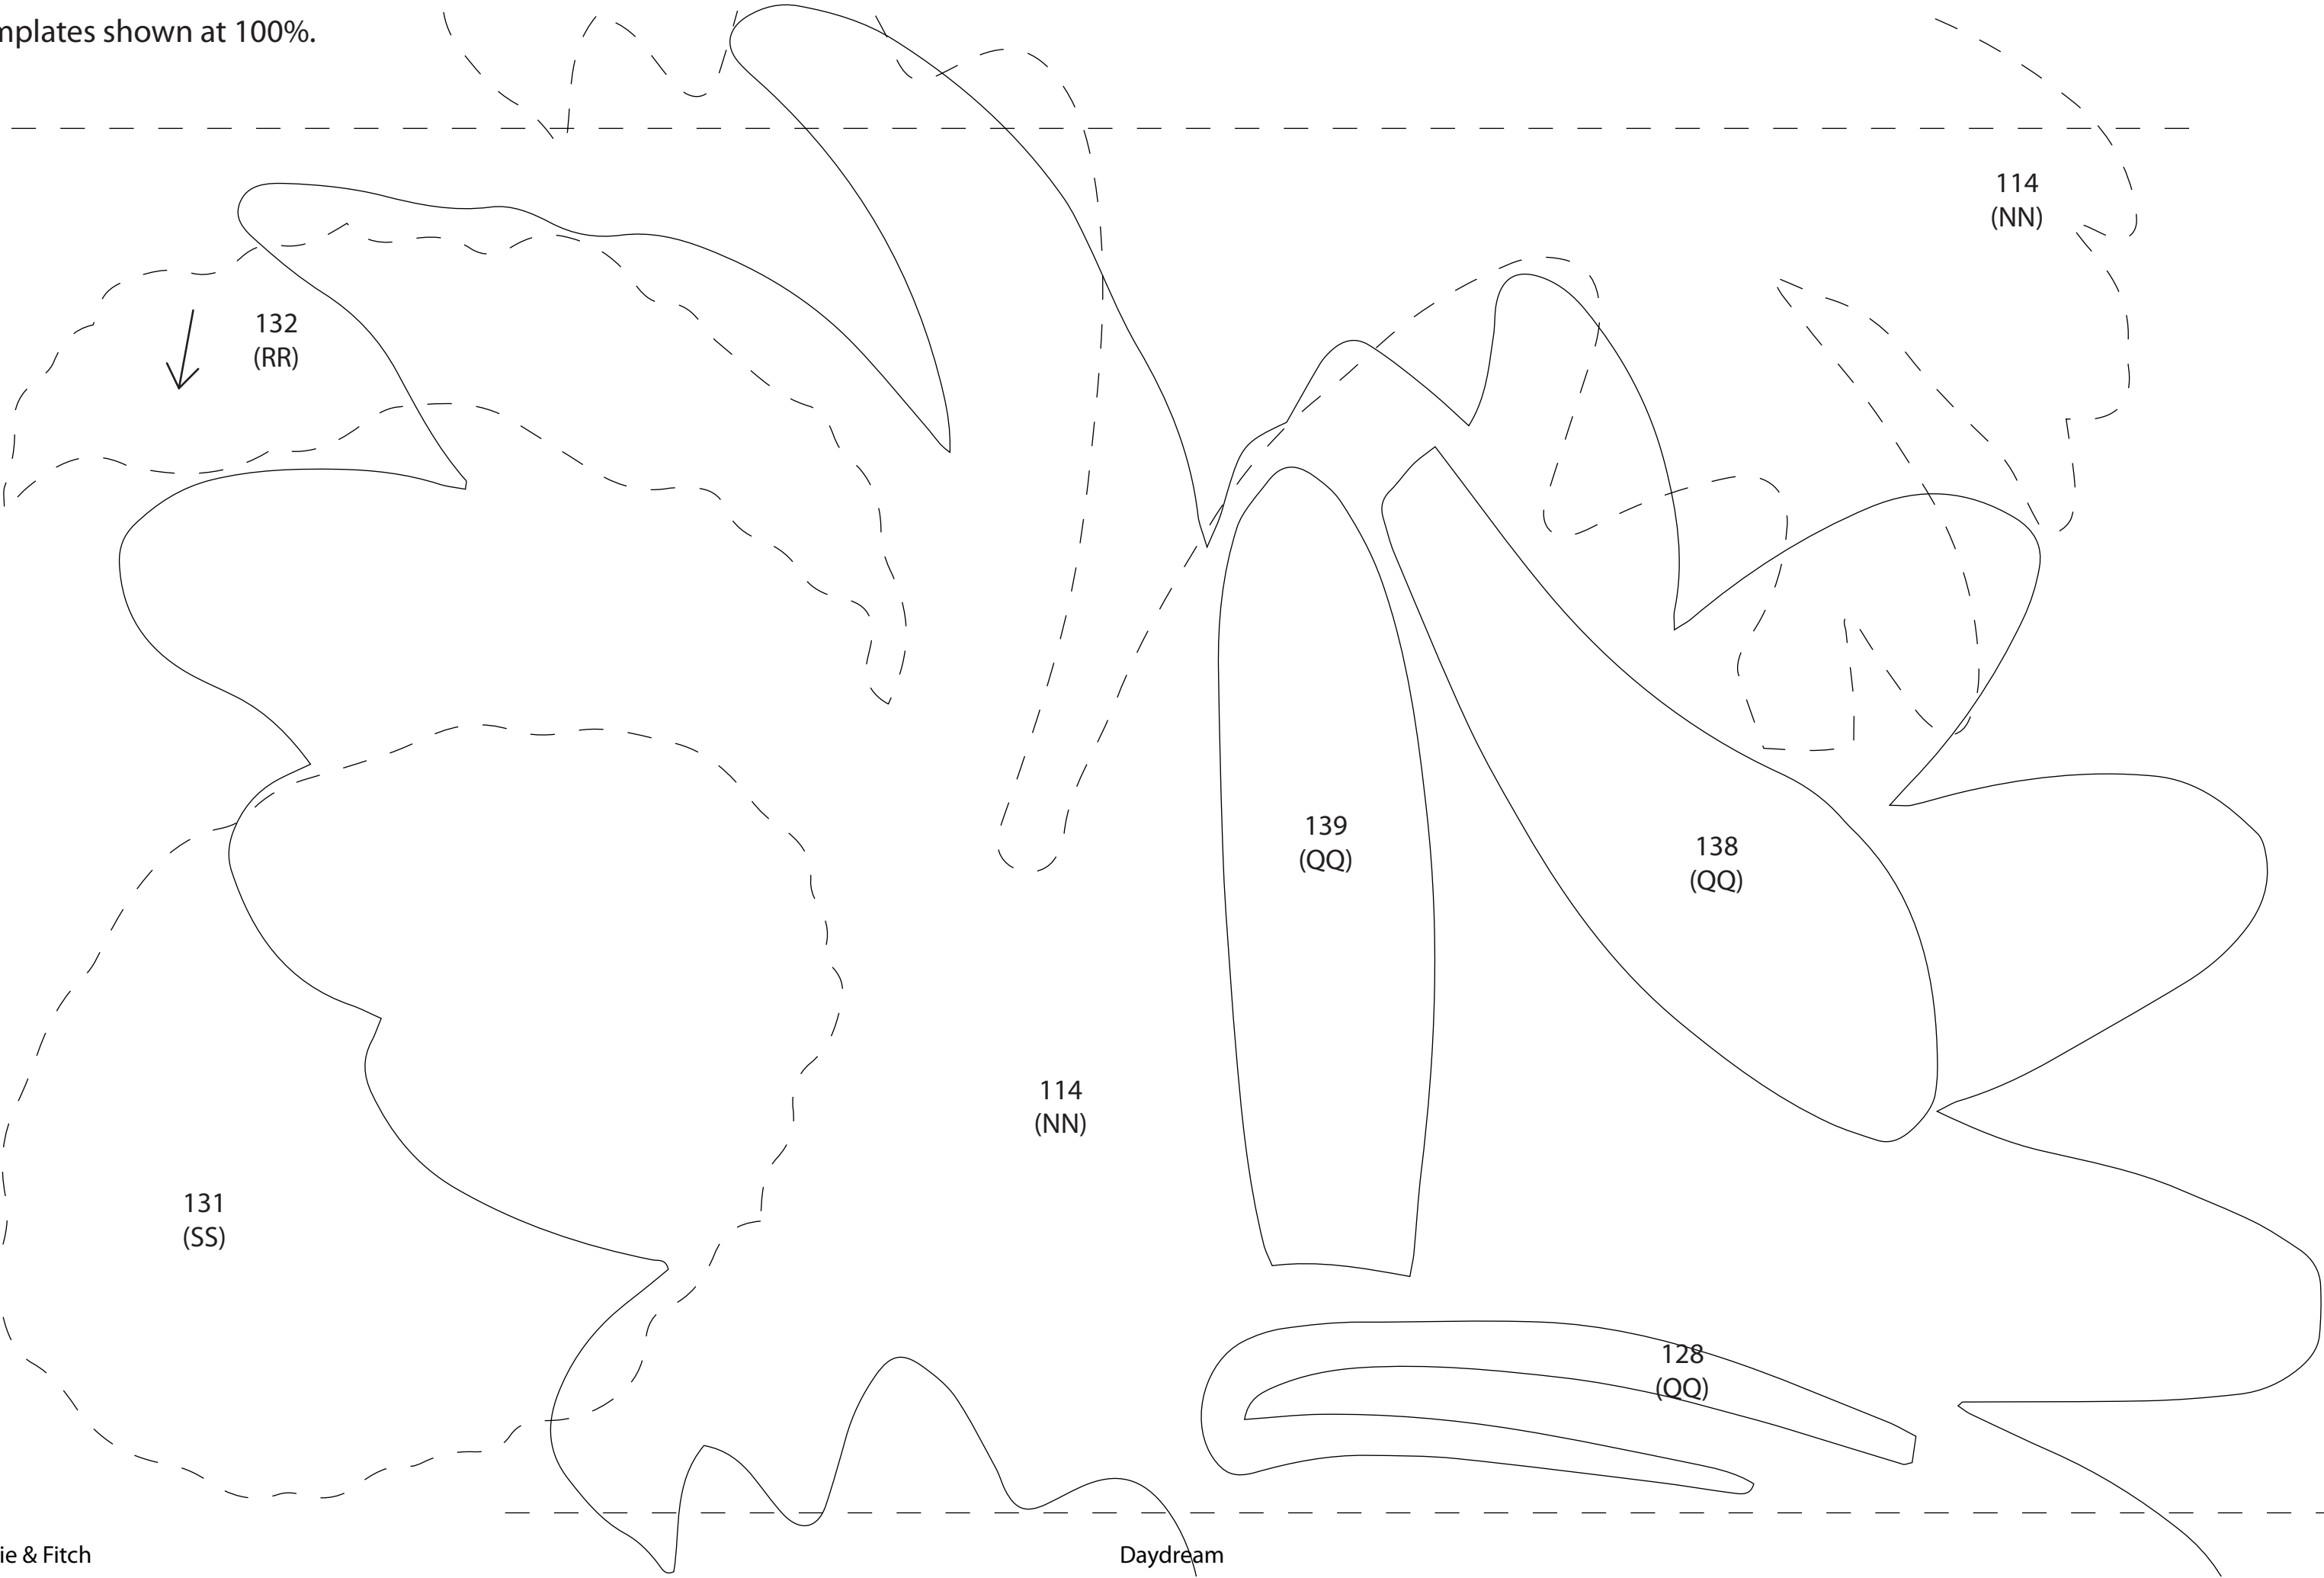 mplates shown at 100%.
114
(NN)
132
(RR)
139
(QQ)
138
(QQ)
114
(NN)
131
(SS)
128
(QQ)
ie & Fitch
Daydream